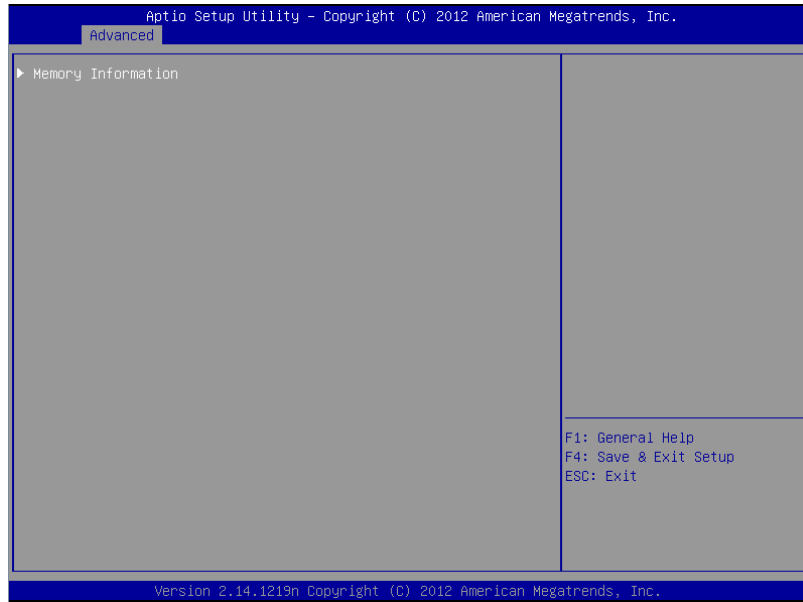 Aptio Setup Utility – Copyright (C) 2012 American Megatrends, Inc.
Advanced
Memory Information
F1: General Help
F4: Save & Exit Setup
ESC: Exit
Version 2.14.1219n Copyright (C) 2012 American Megatrends, Inc.